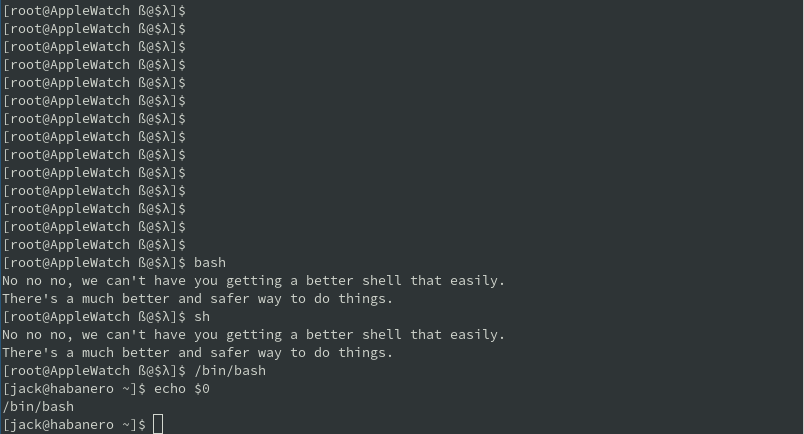 [root@AppleWatch ß@$λ]$
[root@AppleWatch ß@$λ]$
[root@AppleWatch ß@$λ]$
[root@AppleWatch ß@$λ]$
[root@AppleWatch ß@$λ]$
[root@AppleWatch ß@$λ]$
[root@AppleWatch ß@$λ]$
[root@AppleWatch ß@$λ]$
[root@AppleWatch ß@$λ]$
[root@AppleWatch ß@$λ]$
[root@AppleWatch ß@$λ]$
[root@AppleWatch ß@$λ]$
[root@AppleWatch ß@$λ]$
[root@AppleWatch ß@$λ]$
[root@AppleWatch ß@$λ]$ bash
No no no, we can't have you getting a better shell that easily.
There's a much better and safer way to do things.
[root@AppleWatch ß@$λ]$ sh
No no no, we can't have you getting a better shell that easily.
There's a much better and safer way to do things.
[root@AppleWatch ß@$λ]$ /bin/bash
[jack@habanero ~]$ echo $0
/bin/bash
[jack@habanero ~]$